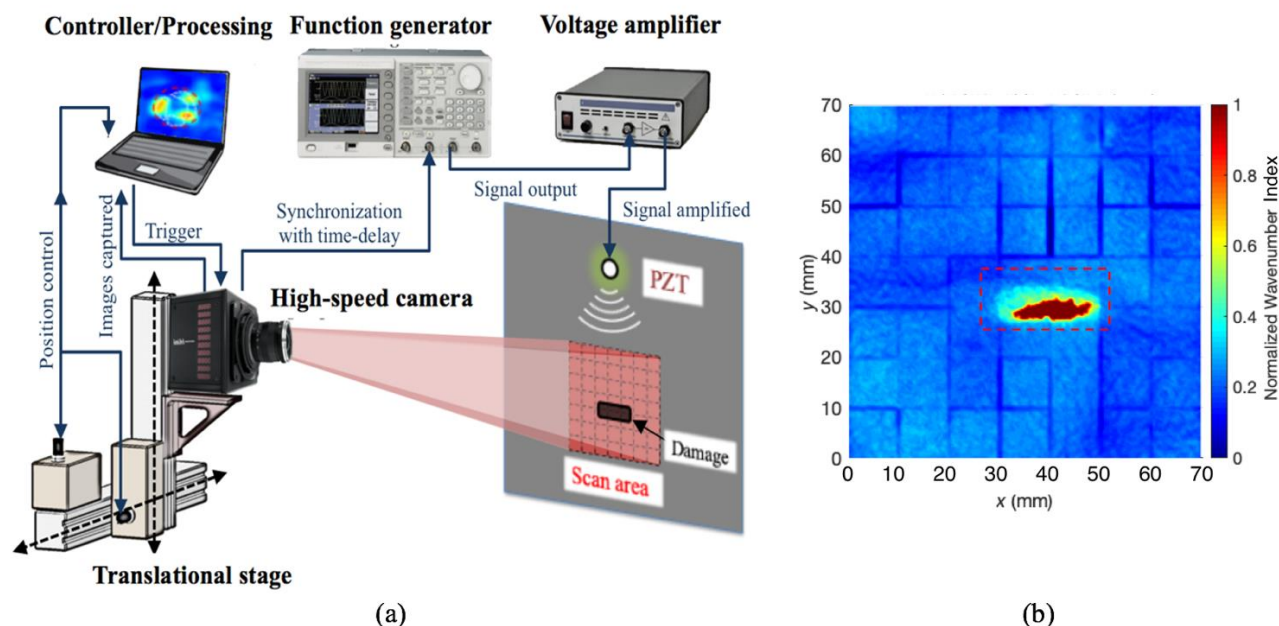 Controller/Processing
Function generator
Voltage amplifier
Signal output
Signal amplified
Synchronization
with time-delay
Trigger
Images captured
Position control
High-speed camera
PZT
Damage
Scan area
Translational stage
(a)
70
60
50
40
30
20
10
0
y (mm)
0 10 20 30 40 50 60 70
x (mm)
1
0.8
0.6
0.4
0.2
0
Normalized Wavenumber Index
(b)